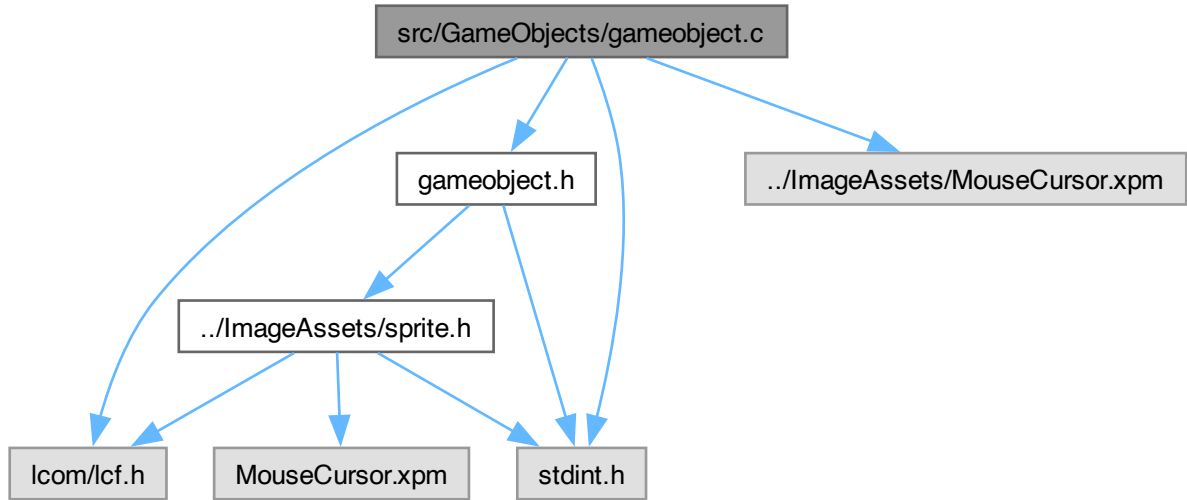 src/GameObjects/gameobject.c
gameobject.h
../ImageAssets/MouseCursor.xpm
../ImageAssets/sprite.h
lcom/lcf.h
MouseCursor.xpm
stdint.h